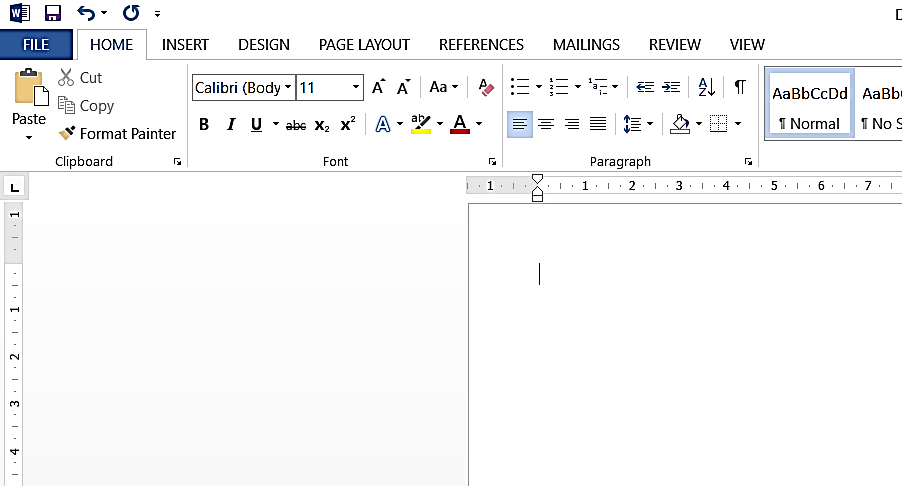 FILE HOME INSERT DESIGN PAGE LAYOUT REFERENCES MAILINGS REVIEW VIEW
Paste
Cut
Copy
Format Painter
Clipboard
Calibri (Body 11 Aa
B I U abc X₂ X² A ab A
Font
A Z ¶
Paragraph
AaBbCcDd AaBbC
¶ Normal ¶ No S
L
1 1 2 3 4 5 6 7
1
1
2
3
4